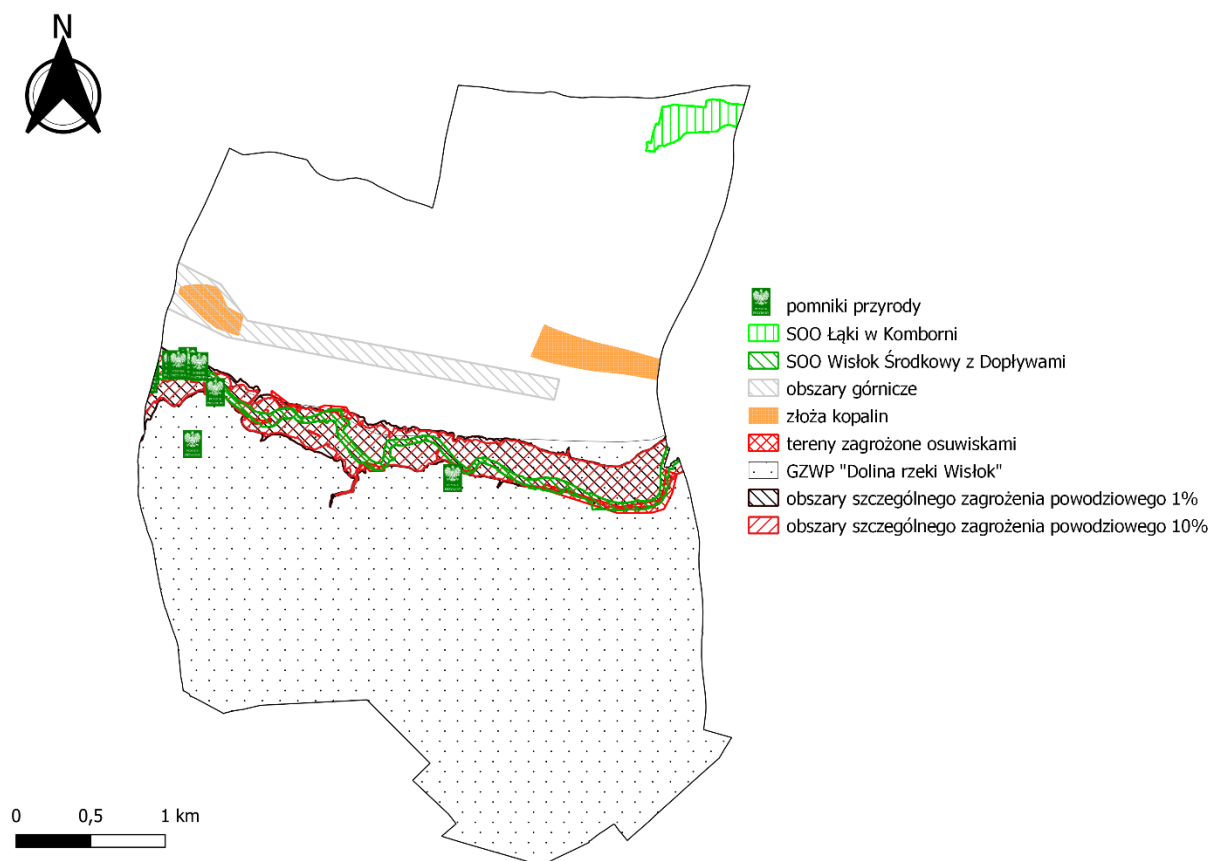 N
pomniki przyrody
SOO Łąki w Komborni
SOO Wisłok Środkowy z Dopływami
obszary górnicze
złoża kopalin
tereny zagrożone osuwiskami
GZWP "Dolina rzeki Wisłok"
obszary szczególnego zagrożenia powodziowego 1%
obszary szczególnego zagrożenia powodziowego 10%
0 0,5 1 km